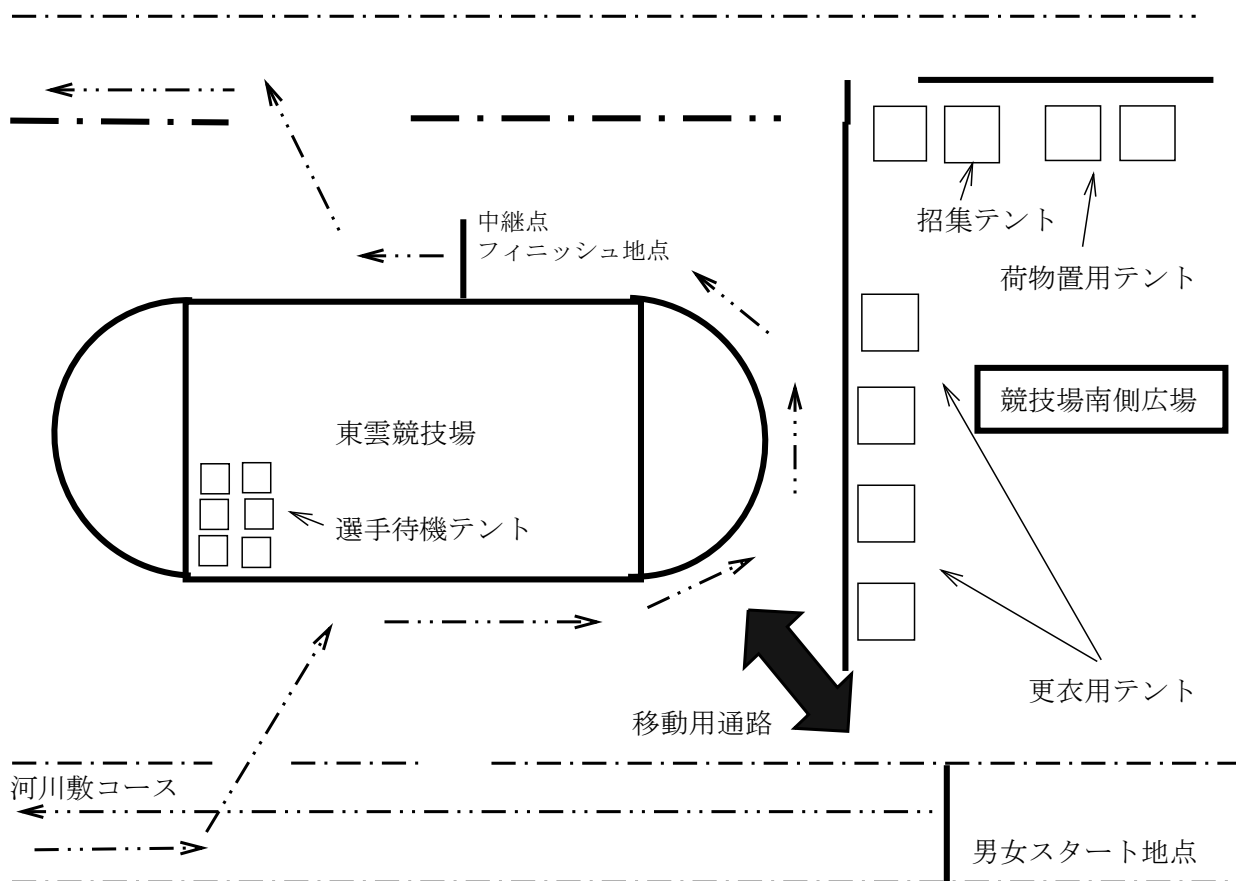 中継点
フィニッシュ地点
招集テント
荷物置用テント
競技場南側広場
東雲競技場
選手待機テント
更衣用テント
移動用通路
河川敷コース
男女スタート地点